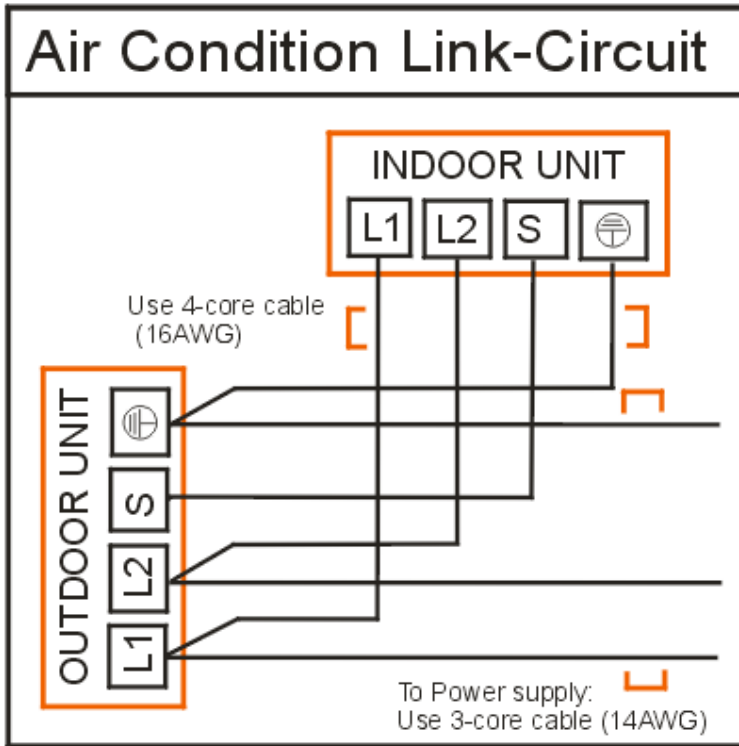 Air Condition Link-Circuit
INDOOR UNIT
L1 L2 S
Use 4-core cable
(16AWG)
OUTDOOR UNIT
S
L2
L1
To Power supply:
Use 3-core cable (14AWG)